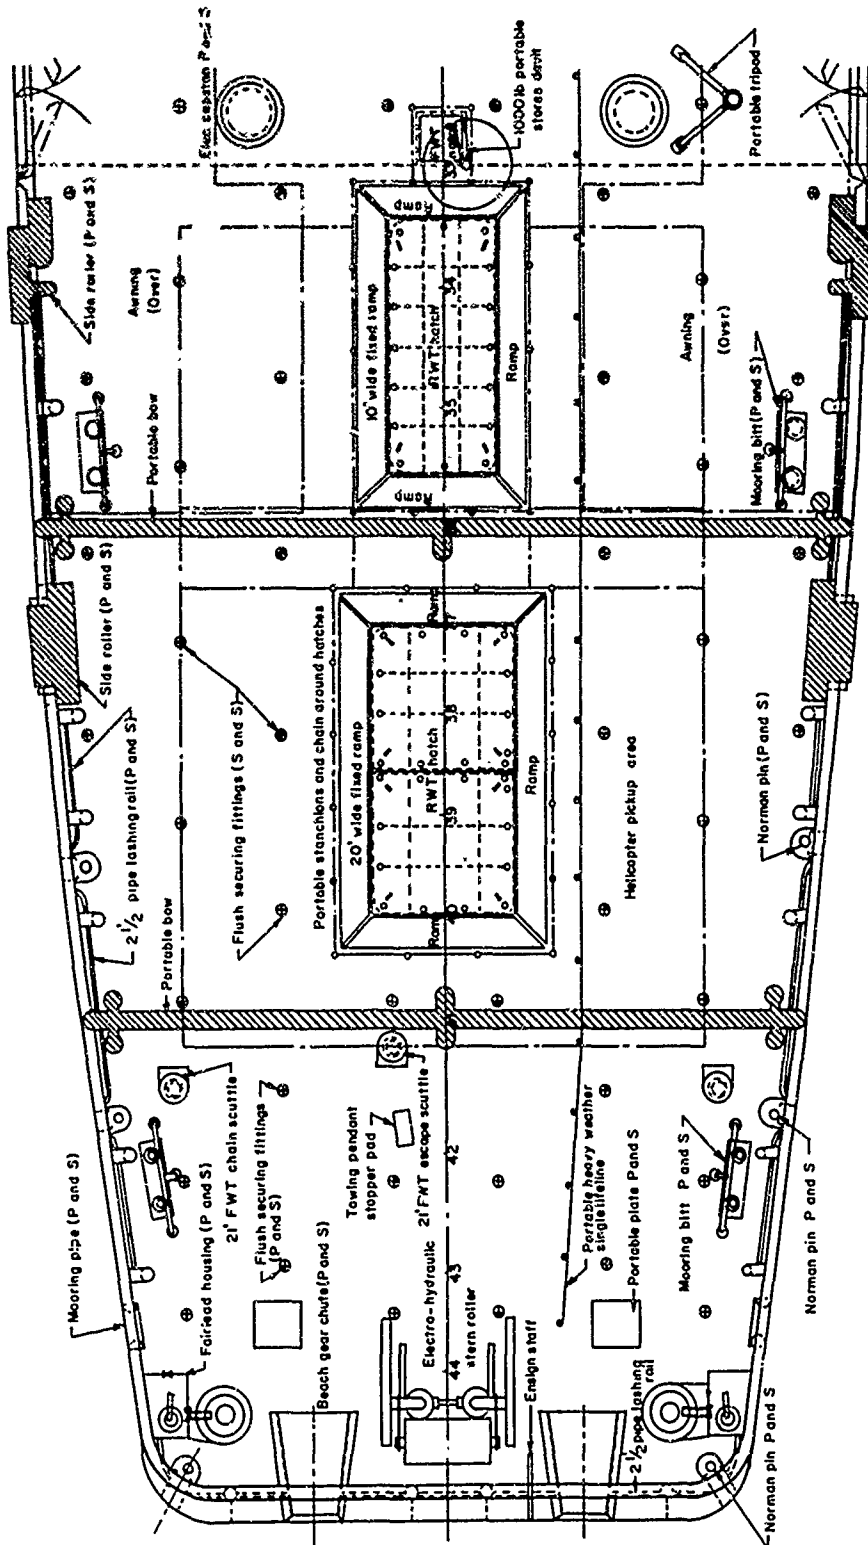 Elec capstan P and S
Side roller (P and S)
Awning
(Over)
Portable bow
Side roller (P and S)
2 1/2' pipe lashing rail (P and S)
Portable bow
Mooring pipe (P and S)
Fairlead housing (P and S)
21" FWT chain scuttle
Flush securing fittings
(P and S)
Beach gear chute (P and S)
Flush securing fittings (S and S)
Portable stanchions and chain around hatches
20" wide fixed ramp
10" wide fixed ramp
Ramp
Ramp
Ramp
RWT hatch
34
35
Ramp
Ramp
Ramp
RWT hatch
38
39
Towing pendant
stopper pad
21" FWT escape scuttle
42
43
44
Electro-hydraulic
stern roller
Ensign staff
Portable heavy weather
single lifeline
Helicopter pickup area
1000 lb portable
stores davit
Portable tripod
Awning
(Over)
Mooring bitt (P and S)
Norman pin (P and S)
Norman pin P and S
Mooring bitt P and S
Portable plate P and S
2 1/2 pipe lashing
rail
Norman pin P and S